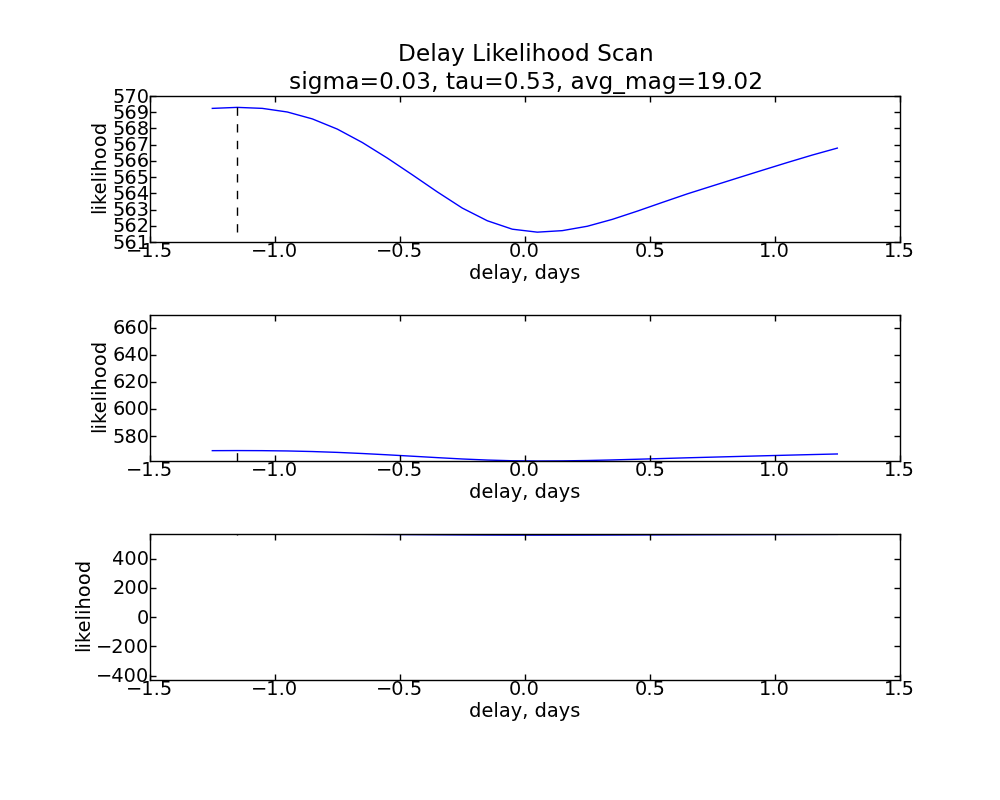 Delay Likelihood Scan
sigma=0.03, tau=0.53, avg_mag=19.02
570
569
568
567
566
565
564
563
562
561
likelihood
−1.5 −1.0 −0.5 0.0 0.5 1.0 1.5
delay, days
660
640
620
600
580
likelihood
−1.5 −1.0 −0.5 0.0 0.5 1.0 1.5
delay, days
400
200
0
−200
−400
likelihood
−1.5 −1.0 −0.5 0.0 0.5 1.0 1.5
delay, days